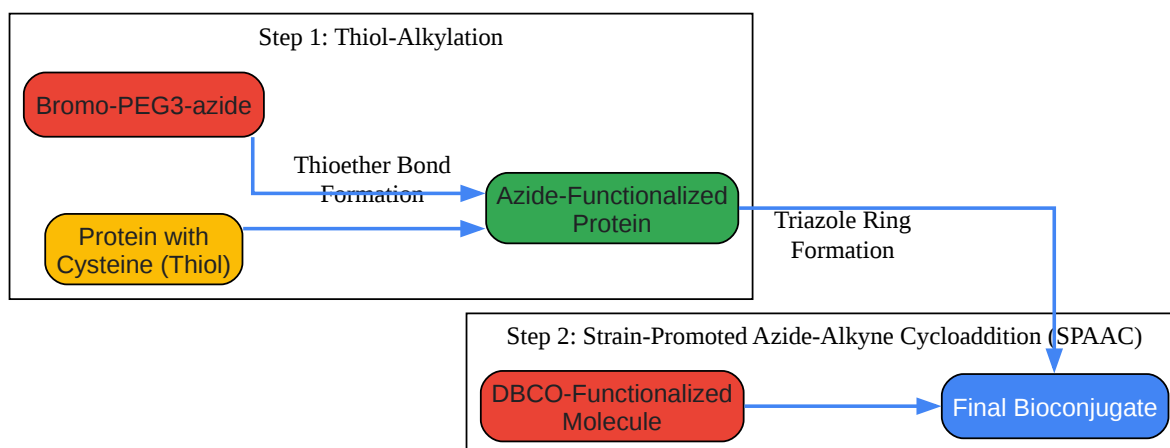 Step 1: Thiol-Alkylation
Bromo-PEG3-azide
Thioether Bond
Formation
Azide-Functionalized
Protein
Protein with
Cysteine (Thiol)
Triazole Ring
Formation
Step 2: Strain-Promoted Azide-Alkyne Cycloaddition (SPAAC)
DBCO-Functionalized
Molecule
Final Bioconjugate